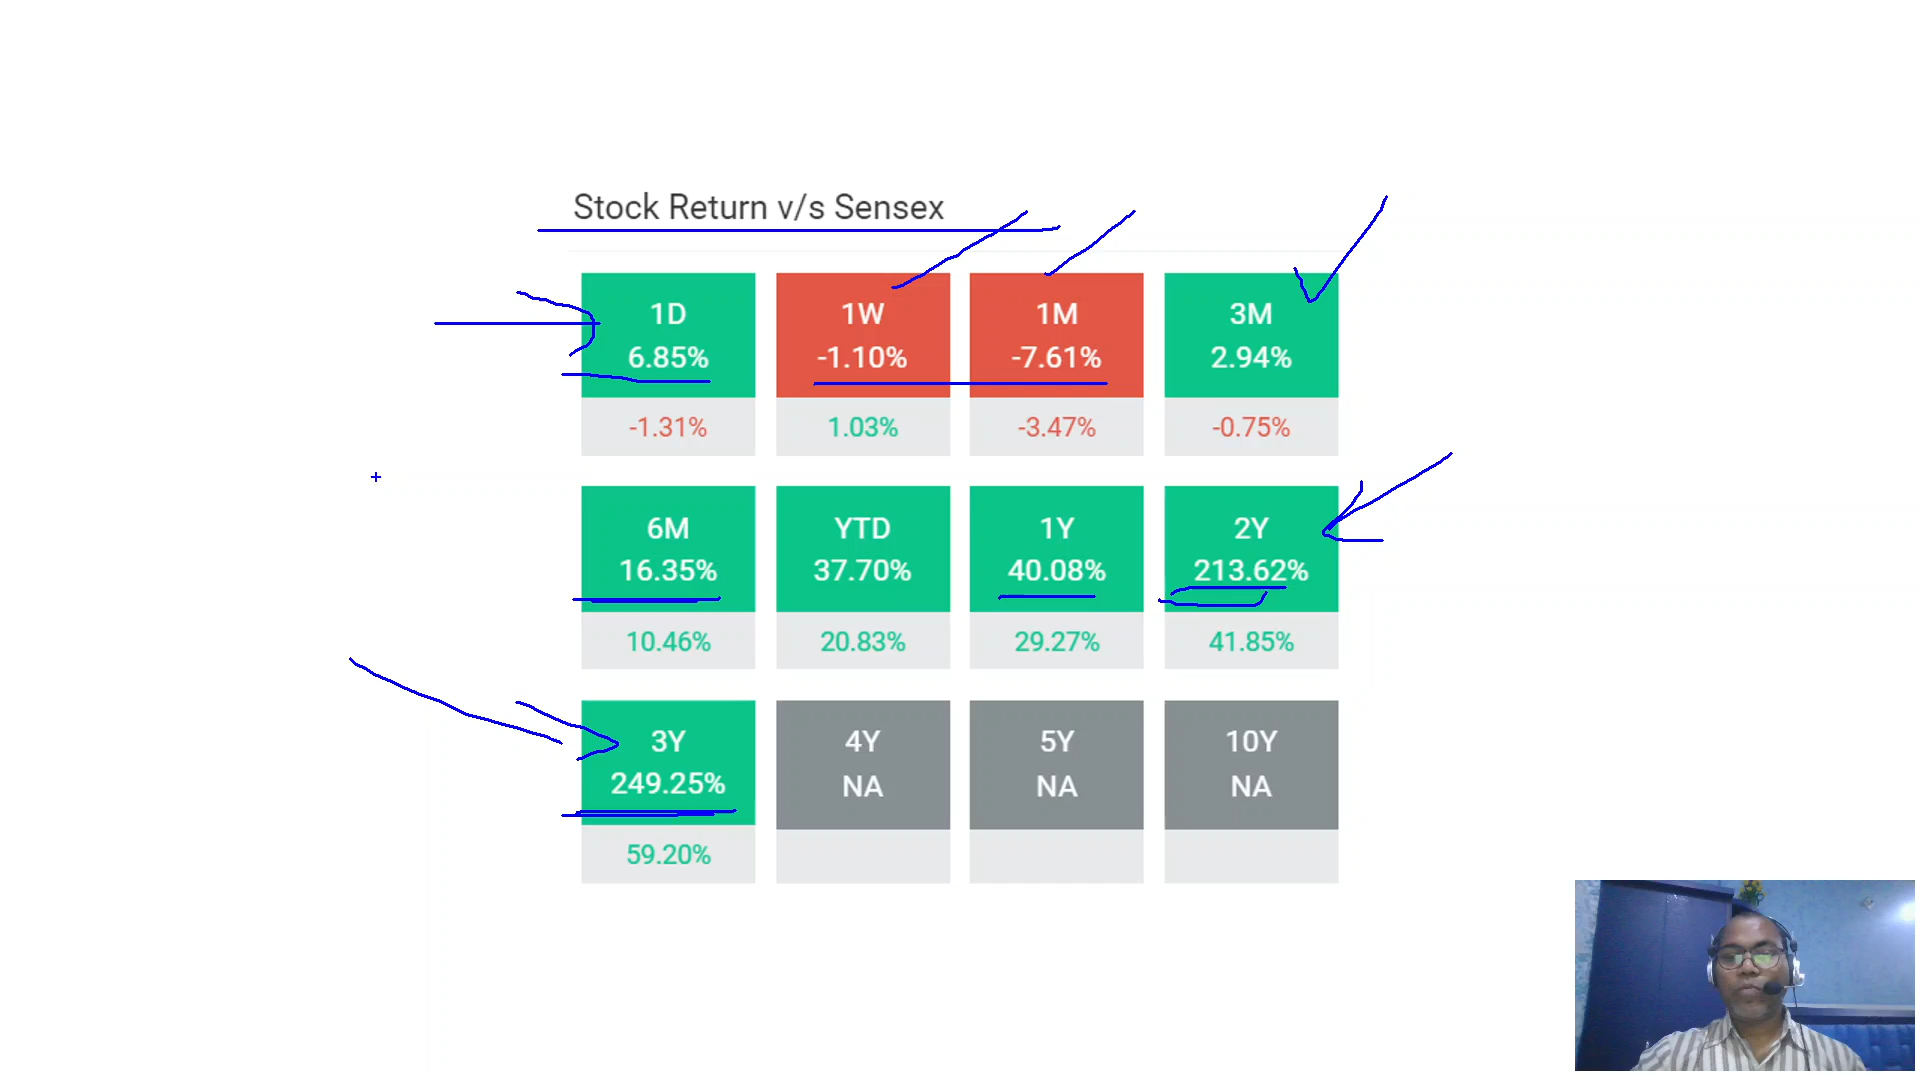 Stock Return v/s Sensex
1D 1W 1M 3M
6.85% -1.10% -7.61% 2.94%
-1.31% 1.03% -3.47% -0.75%
6M YTD 1Y 2Y
16.35% 37.70% 40.08% 213.62%
10.46% 20.83% 29.27% 41.85%
3Y 4Y 5Y 10Y
249.25% NA NA NA
59.20%